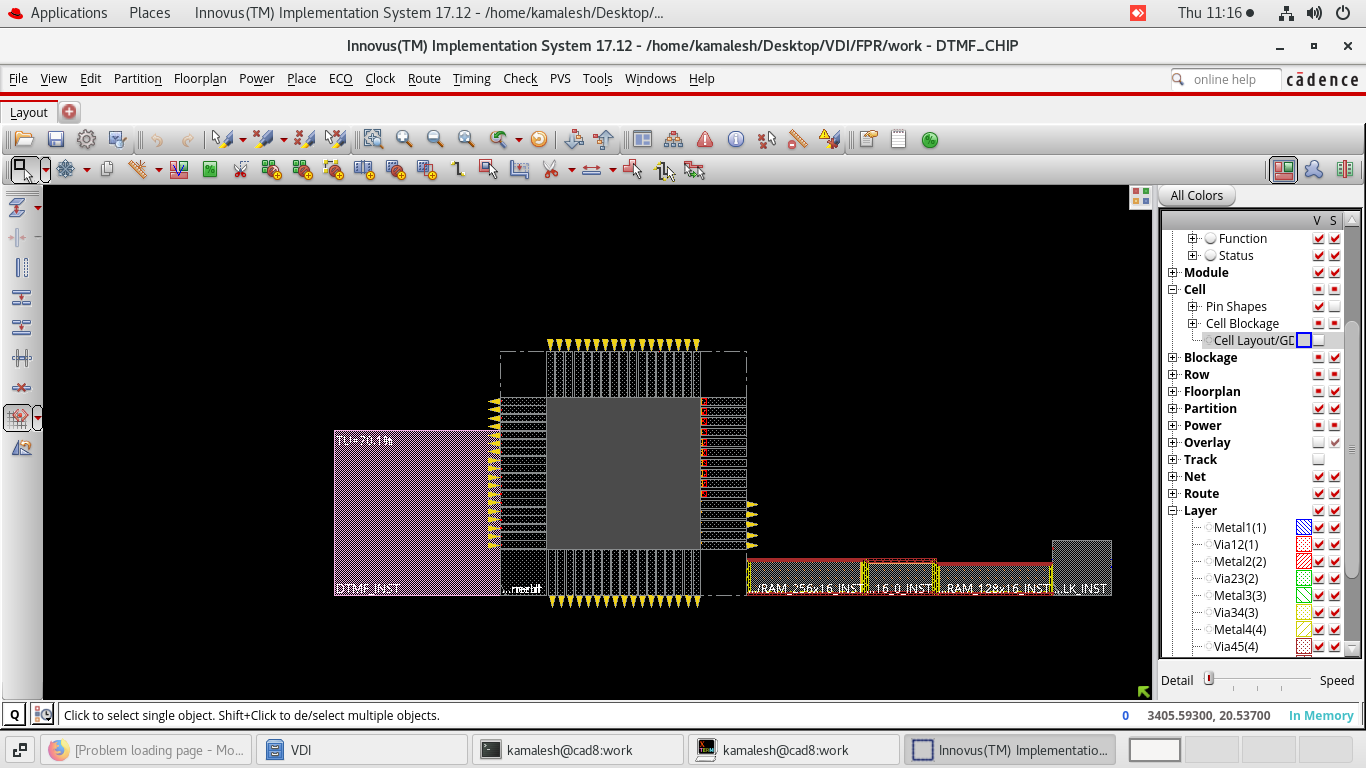 Applications Places Innovus(TM) Implementation System 17.12 - /home/kamalesh/Desktop/... Thu 11:16
Innovus(TM) Implementation System 17.12 - /home/kamalesh/Desktop/VDI/FPR/work - DTMF_CHIP
File View Edit Partition Floorplan Power Place ECO Clock Route Timing Check PVS Tools Windows Help online help cādence
Layout
All Colors
V S
Function
Status
Module
Cell
Pin Shapes
Cell Blockage
Cell Layout/GD
Blockage
Row
Floorplan
Partition
Power
Overlay
Track
Net
Route
Layer
Metal1(1)
Via12(1)
Metal2(2)
Via23(2)
Metal3(3)
Via34(3)
Metal4(4)
Via45(4)
DTMF_INST
.../RAM_256x16_INST ...16_0_INST ...RAM_128x16_INST ...LK_INST
Detail Speed
Q Click to select single object. Shift+Click to de/select multiple objects. 0 3405.59300, 20.53700 In Memory
[Problem loading page - Mo... VDI kamalesh@cad8:work kamalesh@cad8:work Innovus(TM) Implementatio...